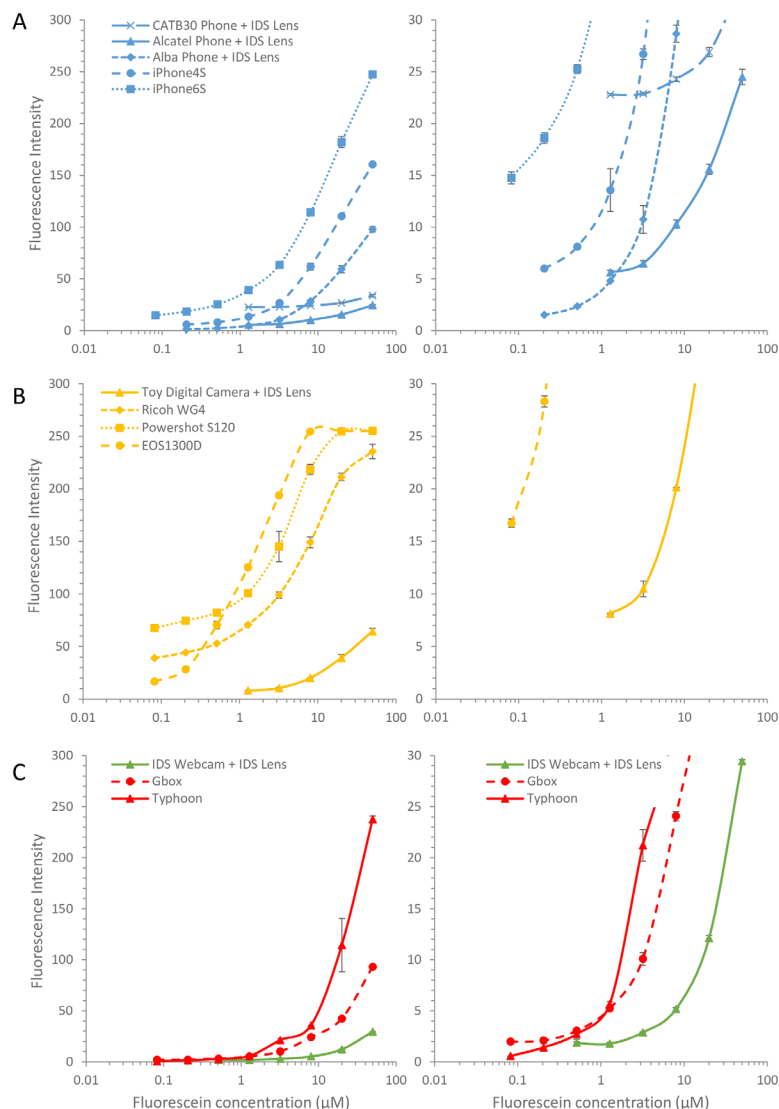 A
CATB30 Phone + IDS Lens
Alcatel Phone + IDS Lens
Alba Phone + IDS Lens
iPhone4S
iPhone6S
Fluorescence Intensity
300
250
200
150
100
50
0
0.01 0.1 1 10 100
30
25
20
15
10
5
0
0.01 0.1 1 10 100
B
Toy Digital Camera + IDS Lens
Ricoh WG4
Powershot S120
EOS1300D
Fluorescence Intensity
300
250
200
150
100
50
0
0.01 0.1 1 10 100
30
25
20
15
10
5
0
0.01 0.1 1 10 100
C
IDS Webcam + IDS Lens
Gbox
Typhoon
Fluorescence Intensity
300
250
200
150
100
50
0
0.01 0.1 1 10 100
Fluorescein concentration (μM)
IDS Webcam + IDS Lens
Gbox
Typhoon
30
25
20
15
10
5
0
0.01 0.1 1 10 100
Fluorescein concentration (μM)